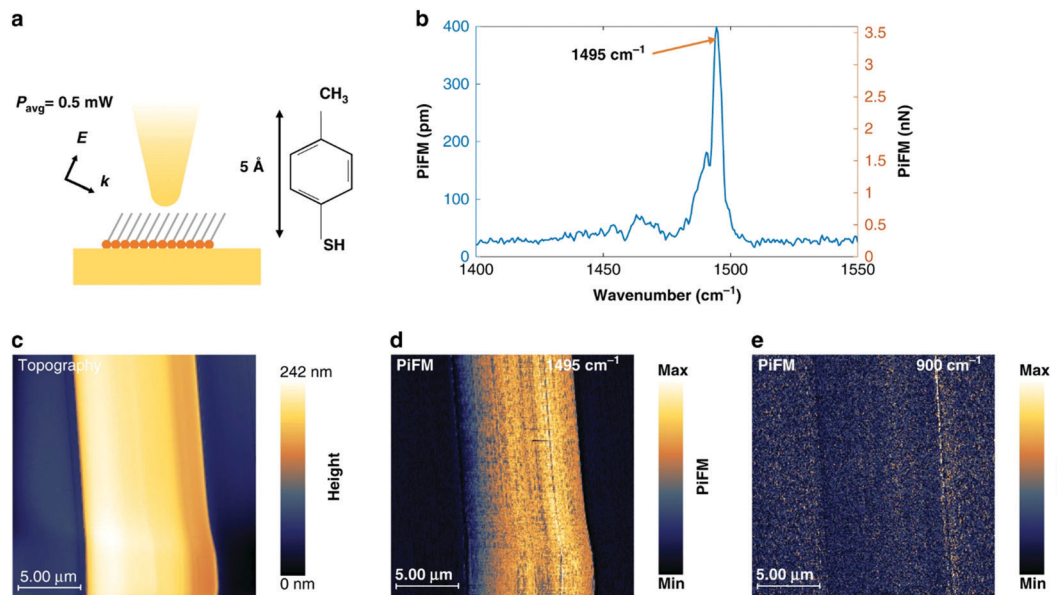 a
P_avg = 0.5 mW
E
k
5 Å
CH₃
SH
b
400
300
200
100
0
PiFM (pm)
1495 cm⁻¹
3.5
3
2.5
2
1.5
1
0.5
0
PiFM (nN)
1400
1450
1500
1550
Wavenumber (cm⁻¹)
c
Topography
5.00 µm
242 nm
0 nm
Height
d
PiFM
1495 cm⁻¹
5.00 µm
Max
Min
PiFM
e
PiFM
900 cm⁻¹
5.00 µm
Max
Min